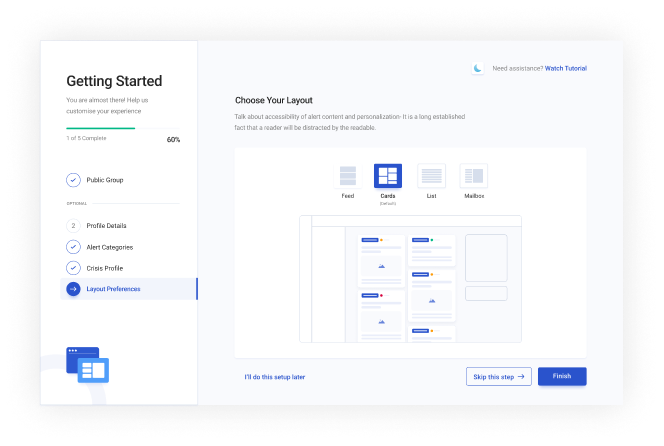 Getting Started
You are almost there! Help us
customise your experience
1 of 5 Complete
60%
Public Group
OPTIONAL
2
Profile Details
Alert Categories
Crisis Profile
Layout Preferences
Need assistance? Watch Tutorial
Choose Your Layout
Talk about accessibility of alert content and personalization- It is a long established
fact that a reader will be distracted by the readable.
Feed
Cards
(Default)
List
Mailbox
I'll do this setup later
Skip this step
Finish